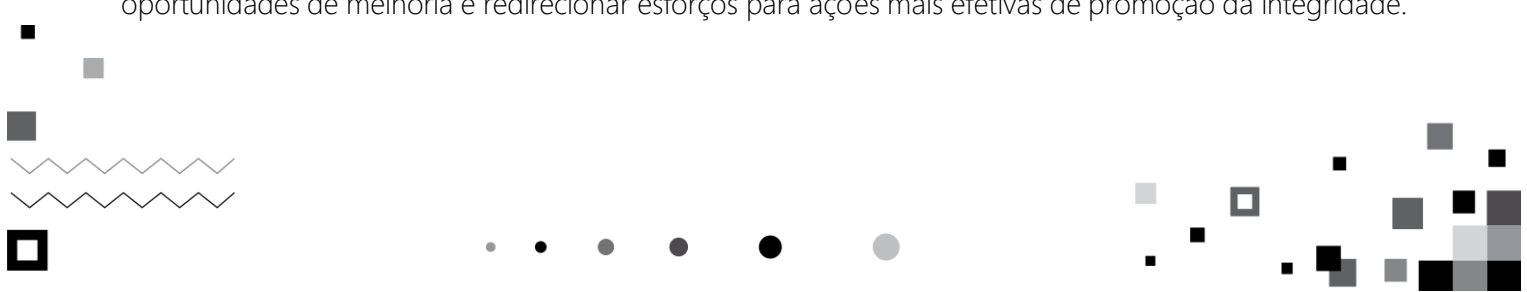 oportunidades de melhoria e redirecionar esforços para ações mais efetivas de promoção da integridade.